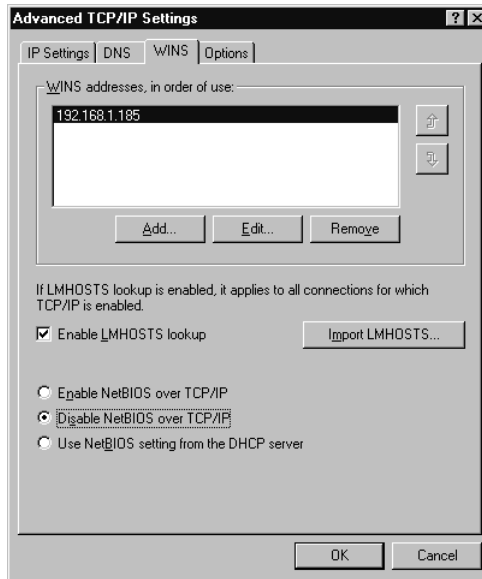 Advanced TCP/IP Settings
IP Settings DNS WINS Options
WINS addresses, in order of use:
192.168.1.185
Add... Edit... Remove
If LMHOSTS lookup is enabled, it applies to all connections for which
TCP/IP is enabled.
Enable LMHOSTS lookup Import LMHOSTS...
Enable NetBIOS over TCP/IP
Disable NetBIOS over TCP/IP
Use NetBIOS setting from the DHCP server
OK Cancel